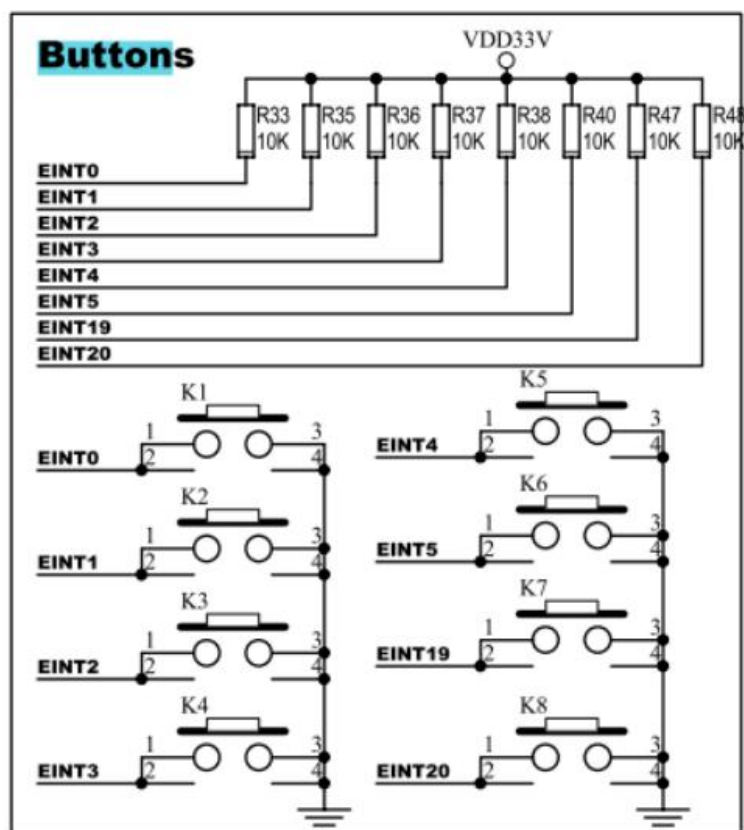 Buttons
VDD33V
R33 R35 R36 R37 R38 R40 R47 R48
10K 10K 10K 10K 10K 10K 10K 10K
EINT0
EINT1
EINT2
EINT3
EINT4
EINT5
EINT19
EINT20
K1
1 3
2 4
EINT0
K2
1 3
2 4
EINT1
K3
1 3
2 4
EINT2
K4
1 3
2 4
EINT3
K5
1 3
2 4
EINT4
K6
1 3
2 4
EINT5
K7
1 3
2 4
EINT19
K8
1 3
2 4
EINT20